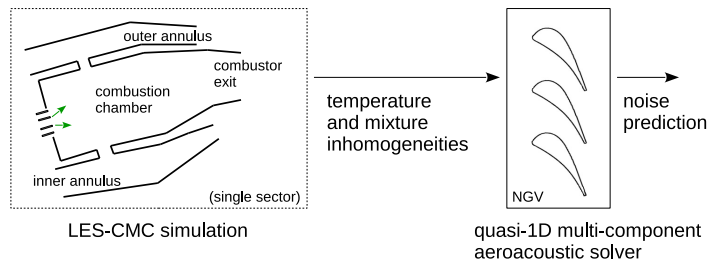 outer annulus
combustor
exit
combustion
chamber
inner annulus
(single sector)
LES-CMC simulation
temperature
and mixture
inhomogeneities
NGV
quasi-1D multi-component
aeroacoustic solver
noise
prediction